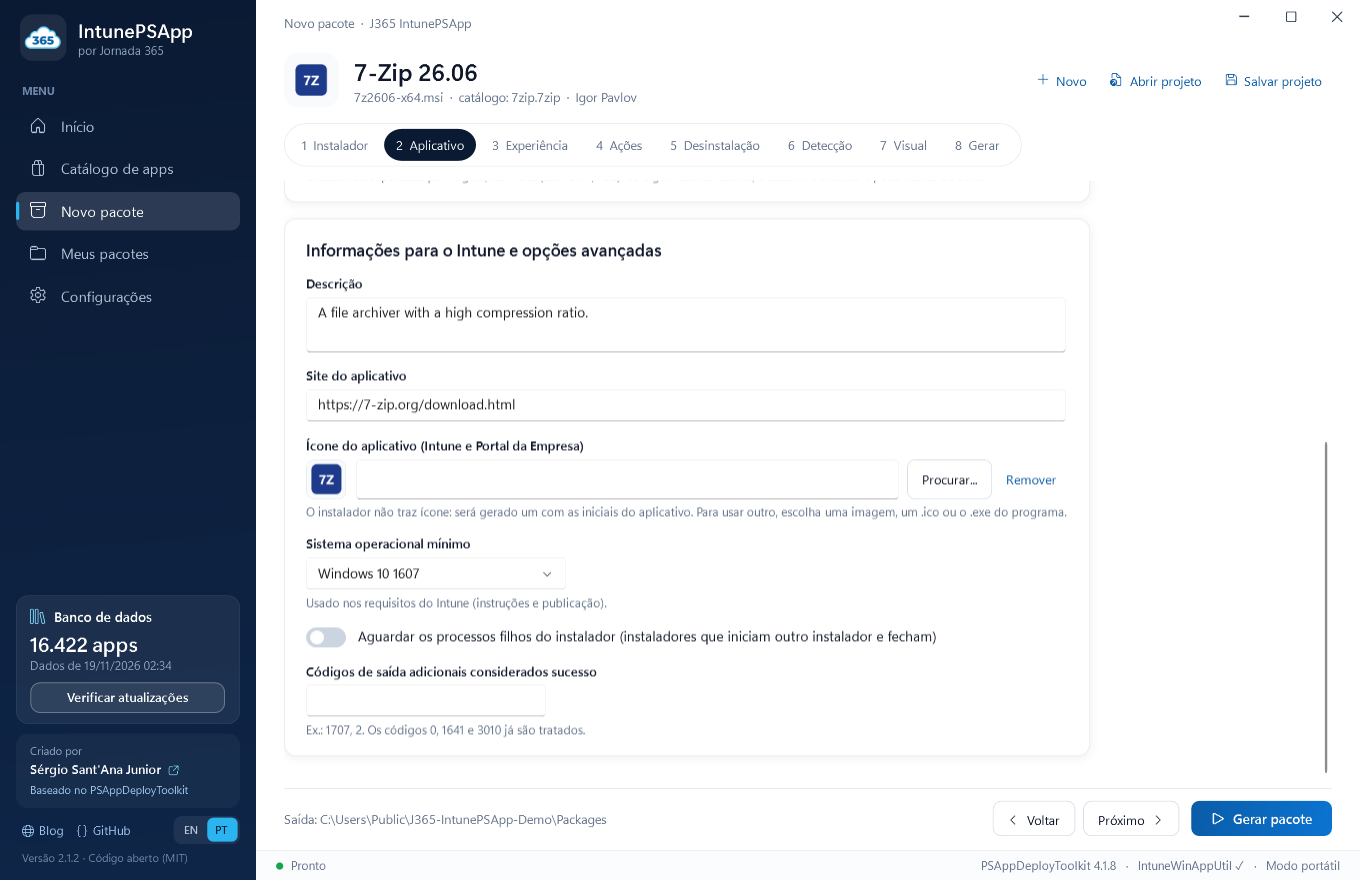 365
IntunePSApp
por Jornada 365
MENU
Início
Catálogo de apps
Novo pacote
Meus pacotes
Configurações
Banco de dados
16.422 apps
Dados de 19/11/2026 02:34
Verificar atualizações
Criado por
Sérgio Sant'Ana Junior
Baseado no PSAppDeployToolkit
Blog
{ } GitHub
EN
PT
Versão 2.1.2 · Código aberto (MIT)
Novo pacote · J365 IntunePSApp
7Z
7-Zip 26.06
7z2606-x64.msi · catálogo: 7zip.7zip · Igor Pavlov
Novo
Abrir projeto
Salvar projeto
1 Instalador
2 Aplicativo
3 Experiência
4 Ações
5 Desinstalação
6 Detecção
7 Visual
8 Gerar
Informações para o Intune e opções avançadas
Descrição
A file archiver with a high compression ratio.
Site do aplicativo
https://7-zip.org/download.html
Ícone do aplicativo (Intune e Portal da Empresa)
7Z
Procurar...
Remover
O instalador não traz ícone: será gerado um com as iniciais do aplicativo. Para usar outro, escolha uma imagem, um .ico ou o .exe do programa.
Sistema operacional mínimo
Windows 10 1607
Usado nos requisitos do Intune (instruções e publicação).
Aguardar os processos filhos do instalador (instaladores que iniciam outro instalador e fecham)
Códigos de saída adicionais considerados sucesso
Ex.: 1707, 2. Os códigos 0, 1641 e 3010 já são tratados.
Saída: C:\Users\Public\J365-IntunePSApp-Demo\Packages
Voltar
Próximo
Gerar pacote
Pronto
PSAppDeployToolkit 4.1.8 · IntuneWinAppUtil ✓ · Modo portátil